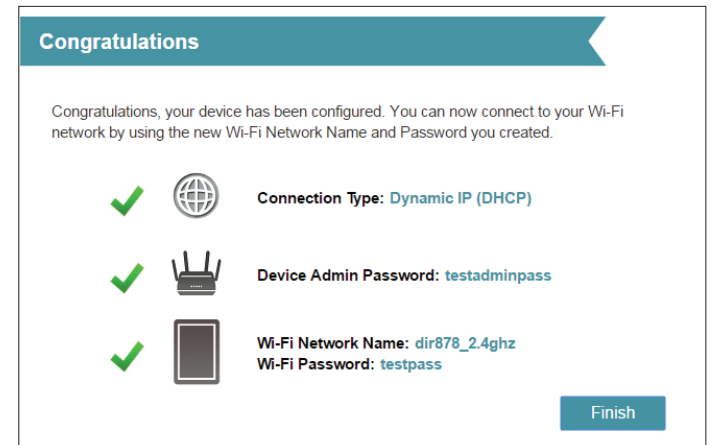 Congratulations
Congratulations, your device has been configured. You can now connect to your Wi-Fi
network by using the new Wi-Fi Network Name and Password you created.
Connection Type: Dynamic IP (DHCP)
Device Admin Password: testadminpass
Wi-Fi Network Name: dir878_2.4ghz
Wi-Fi Password: testpass
Finish